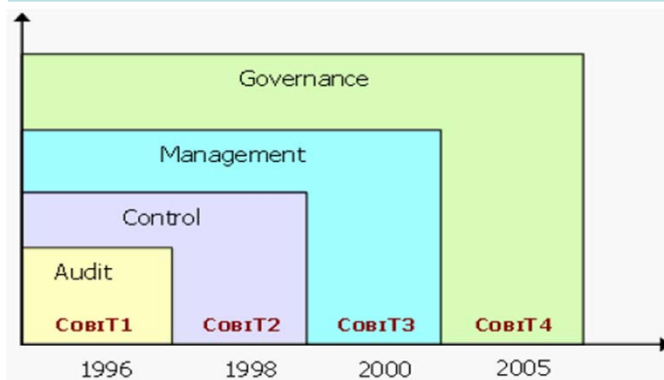 Governance
Management
Control
Audit
COBIT1 COBIT2 COBIT3 COBIT4
1996 1998 2000 2005